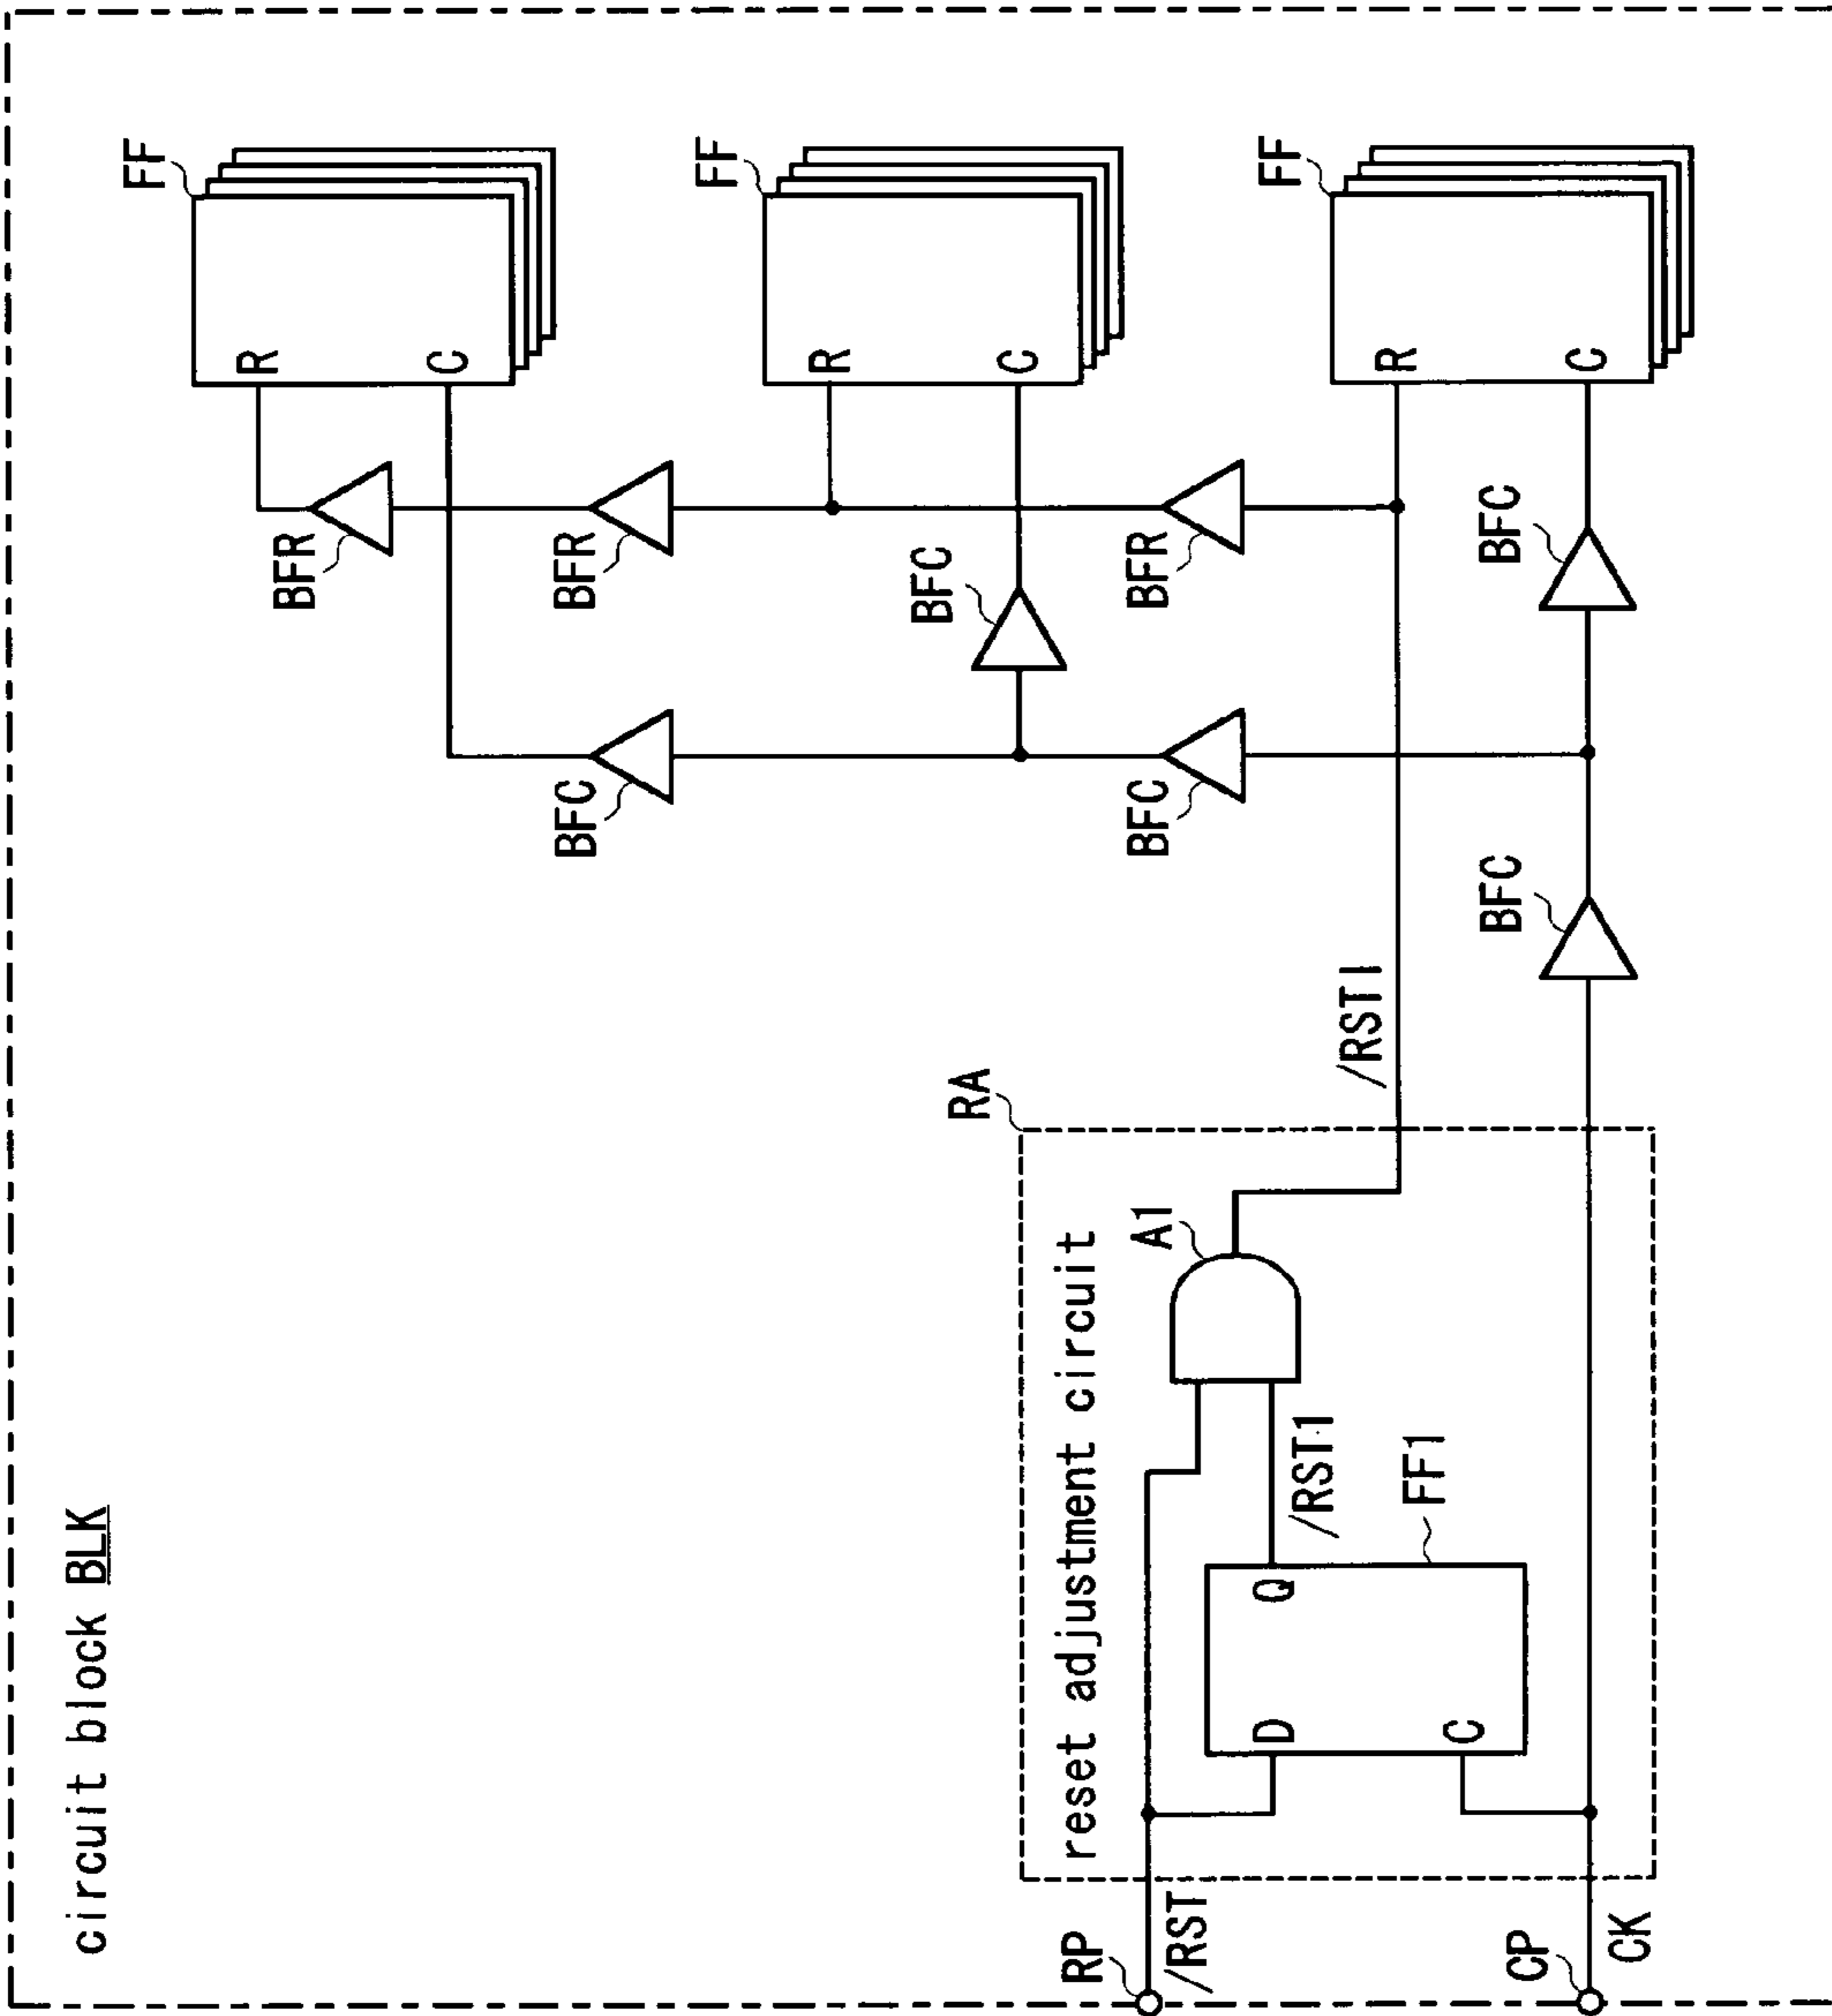 circuit block BLK
FF
R
BFR
C
BFC
BFR
FF
R
BFC
RA
C
RP
reset adjustment circuit
A1
BFC
BFR
/RST
D
Q
FF
/RST1
/RSTI
R
FF1
C
BFC
BFC
CP
C
CK